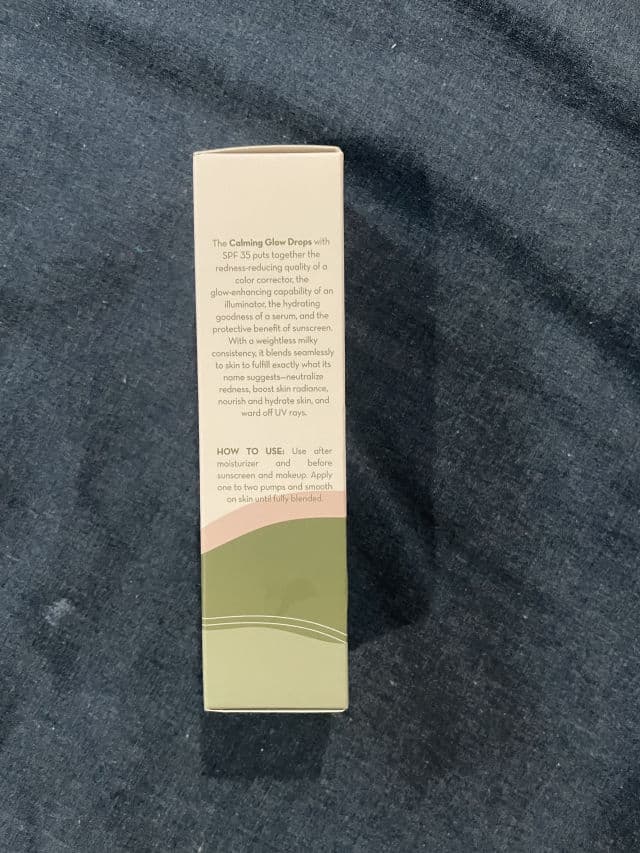 The Calming Glow Drops with
SPF 35 puts together the
redness-reducing quality of a
color corrector, the
glow-enhancing capability of an
illuminator, the hydrating
goodness of a serum, and the
protective benefit of sunscreen.
With a weightless milky
consistency, it blends seamlessly
to skin to fulfill exactly what its
name suggests—neutralize
redness, boost skin radiance,
nourish and hydrate skin, and
ward off UV rays.
HOW TO USE: Use after
moisturizer and before
sunscreen and makeup. Apply
one to two pumps and smooth
on skin until fully blended.